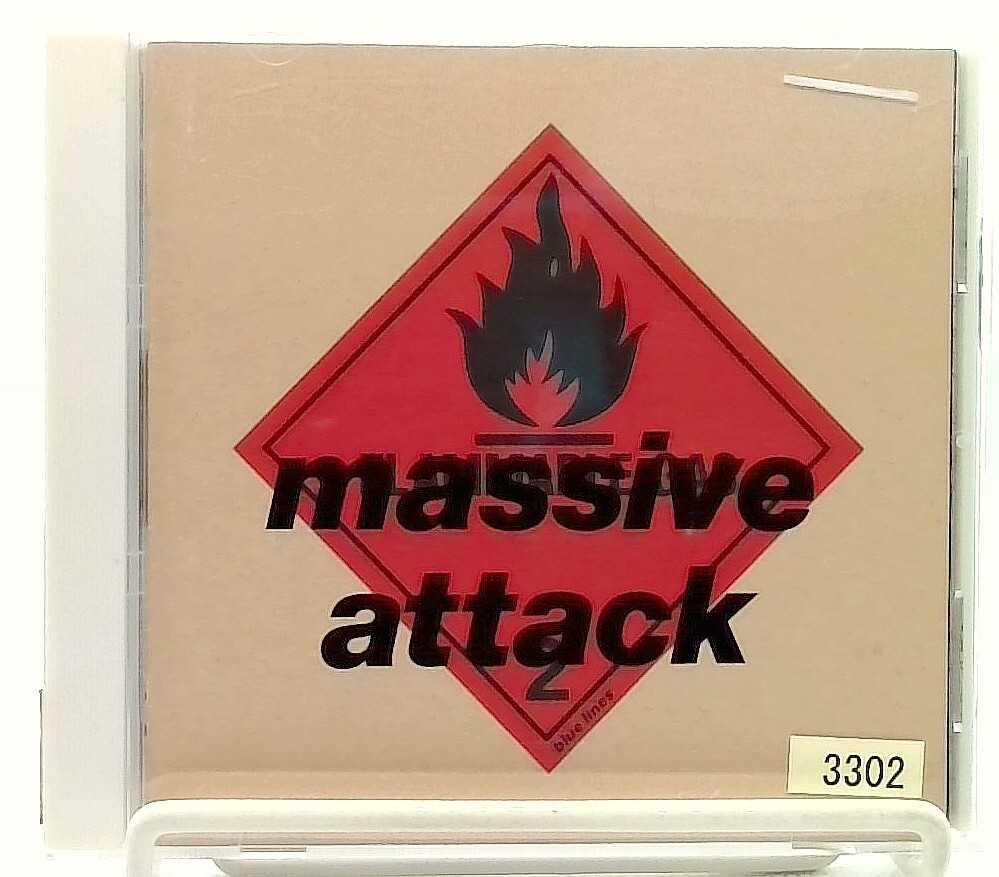 massive
attack
2
blue lines
3302